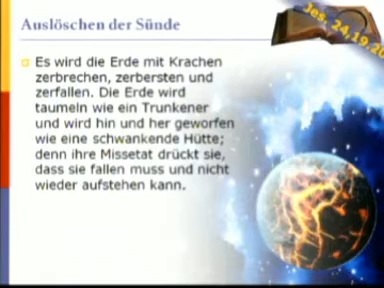 Auslöschen der Sünde
Jes. 24,19.20
Es wird die Erde mit Krachen
zerbrechen, zerbersten und
zerfallen. Die Erde wird
taumeln wie ein Trunkener
und wird hin und her geworfen
wie eine schwankende Hütte;
denn ihre Missetat drückt sie,
dass sie fallen muss und nicht
wieder aufstehen kann.